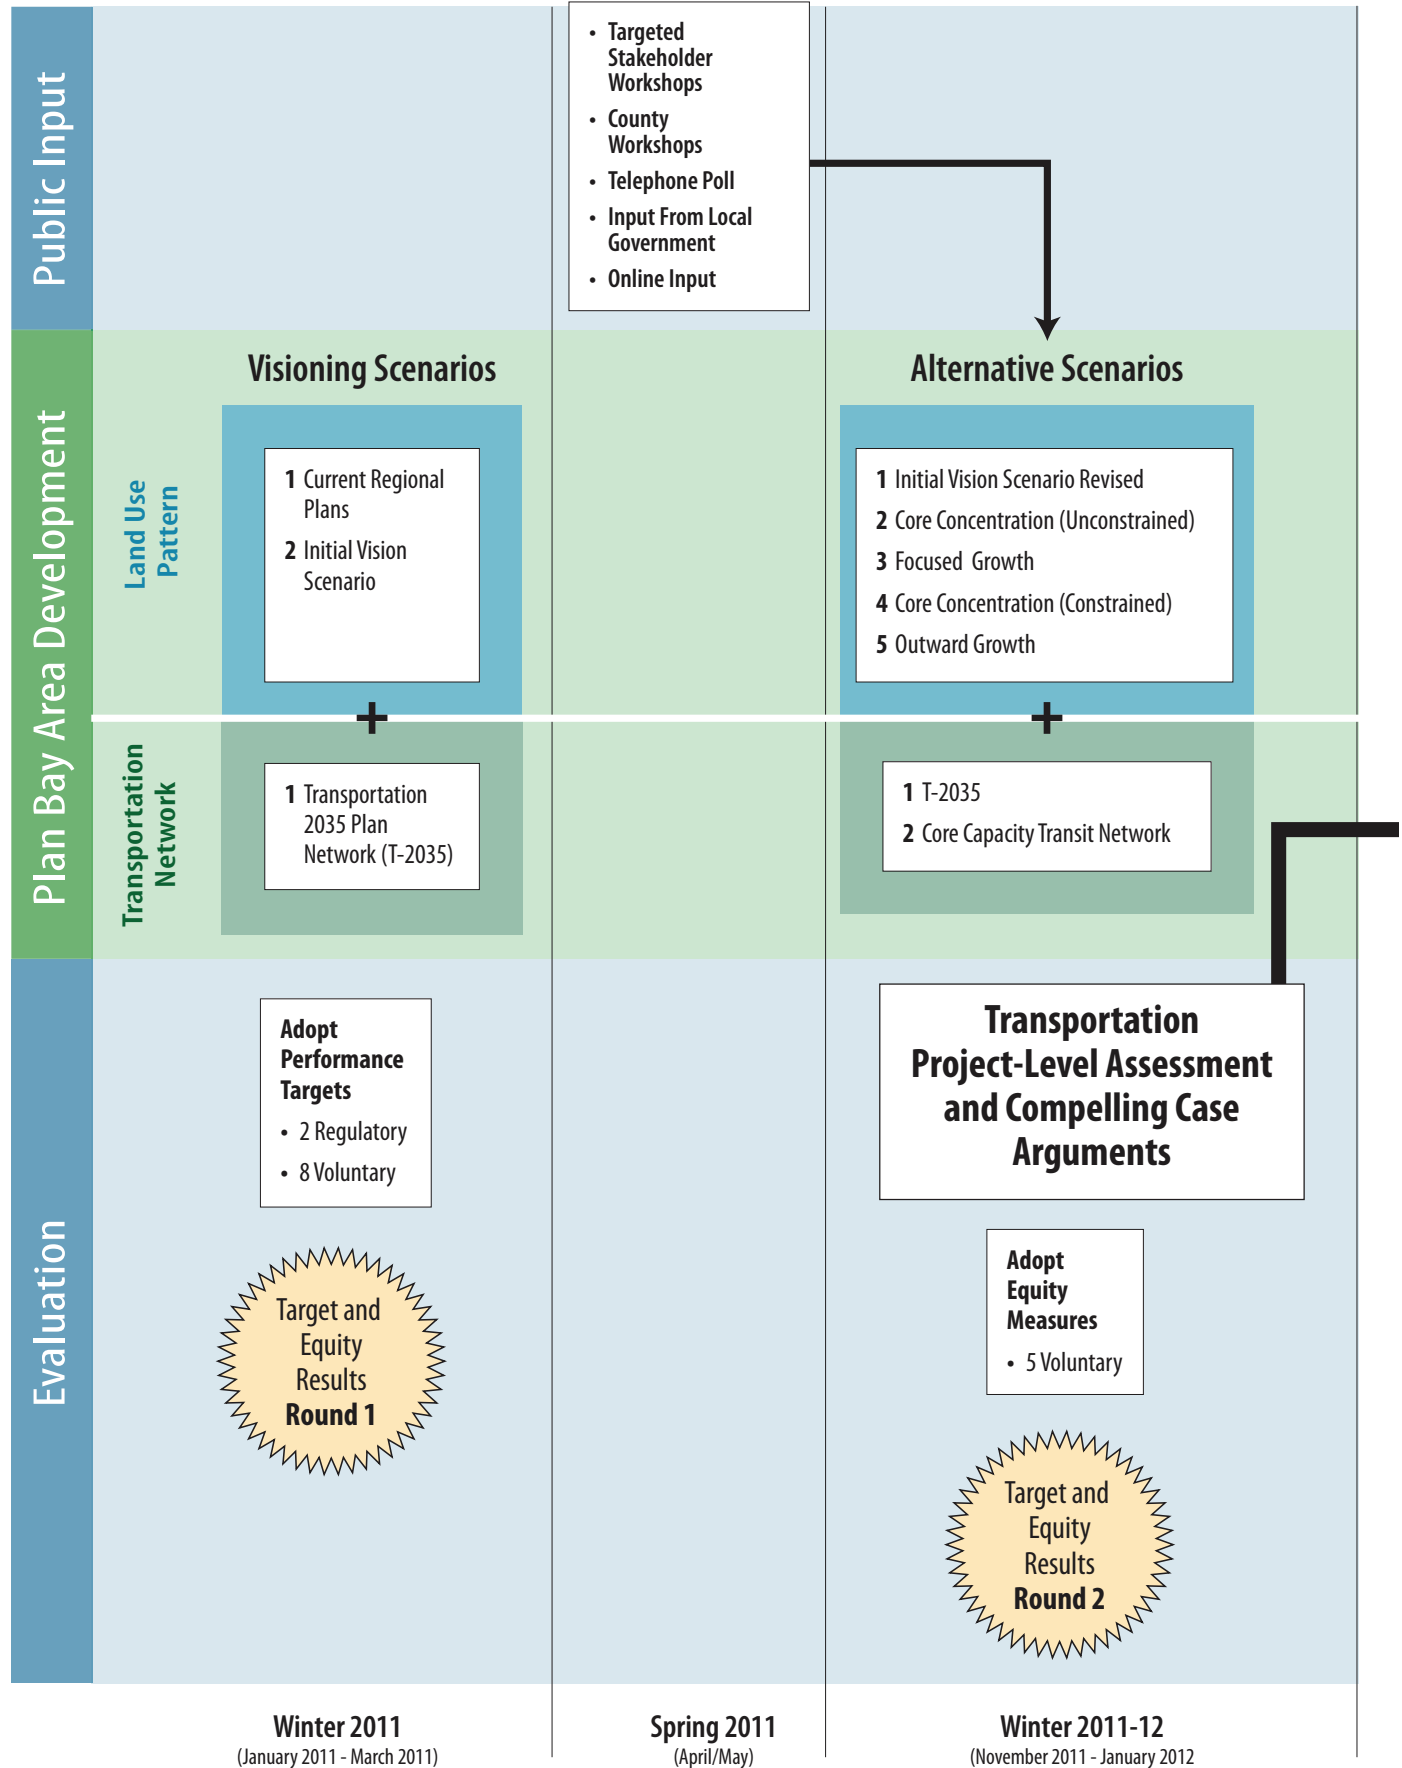 Public Input
• Targeted
Stakeholder
Workshops
• County
Workshops
• Telephone Poll
• Input From Local
Government
• Online Input
Plan Bay Area Development
Land Use
Pattern
Transportation
Network
Visioning Scenarios
1 Current Regional
Plans
2 Initial Vision
Scenario
+
1 Transportation
2035 Plan
Network (T-2035)
Alternative Scenarios
1 Initial Vision Scenario Revised
2 Core Concentration (Unconstrained)
3 Focused Growth
4 Core Concentration (Constrained)
5 Outward Growth
+
1 T-2035
2 Core Capacity Transit Network
Evaluation
Adopt
Performance
Targets
• 2 Regulatory
• 8 Voluntary
Target and
Equity
Results
Round 1
Transportation
Project-Level Assessment
and Compelling Case
Arguments
Adopt
Equity
Measures
• 5 Voluntary
Target and
Equity
Results
Round 2
Winter 2011
(January 2011 - March 2011)
Spring 2011
(April/May)
Winter 2011-12
(November 2011 - January 2012